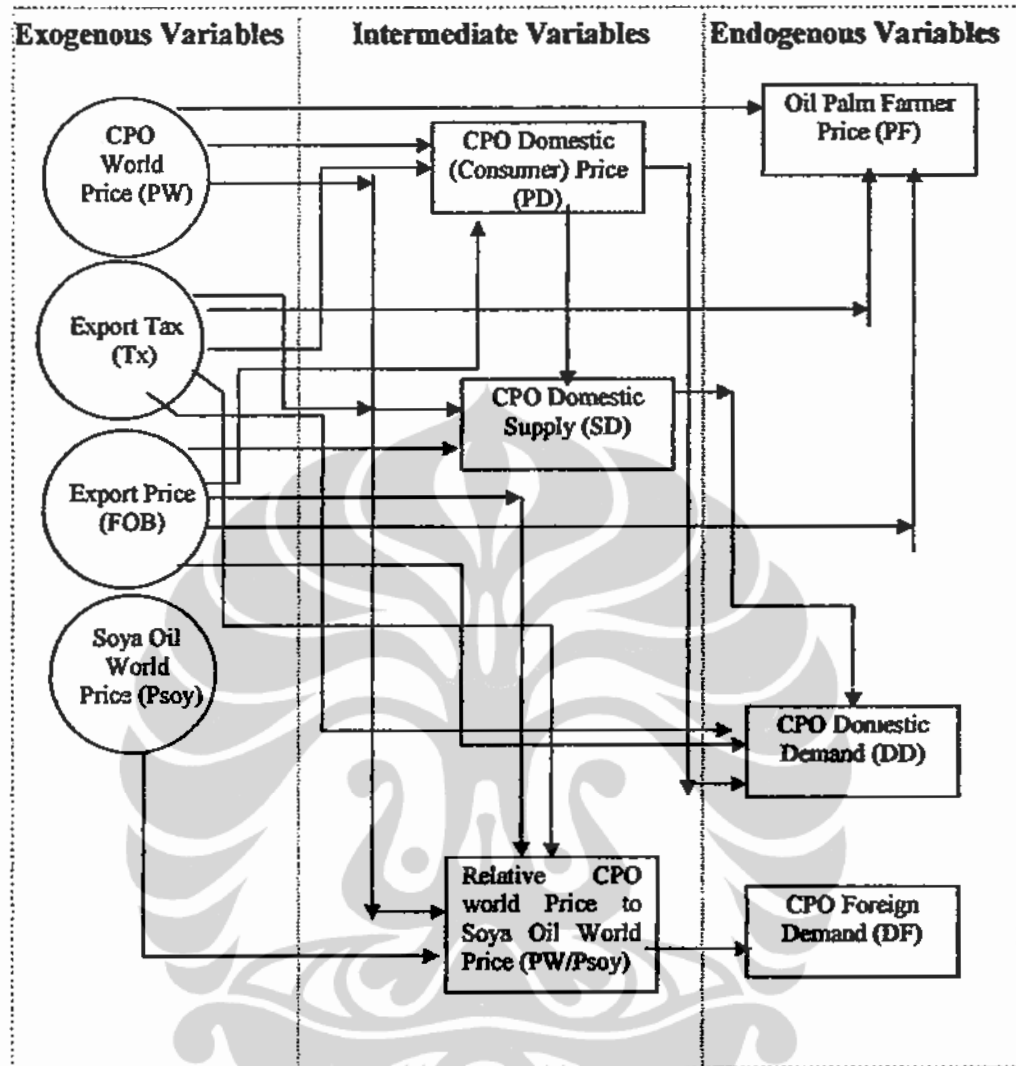 Exogenous Variables
Intermediate Variables
Endogenous Variables
CPO
World
Price (PW)
CPO Domestic
(Consumer) Price
(PD)
Oil Palm Farmer
Price (PF)
Export Tax
(Tx)
CPO Domestic
Supply (SD)
Export Price
(FOB)
Soya Oil
World
Price (Psoy)
CPO Domestic
Demand (DD)
Relative CPO
world Price to
Soya Oil World
Price (PW/Psoy)
CPO Foreign
Demand (DF)